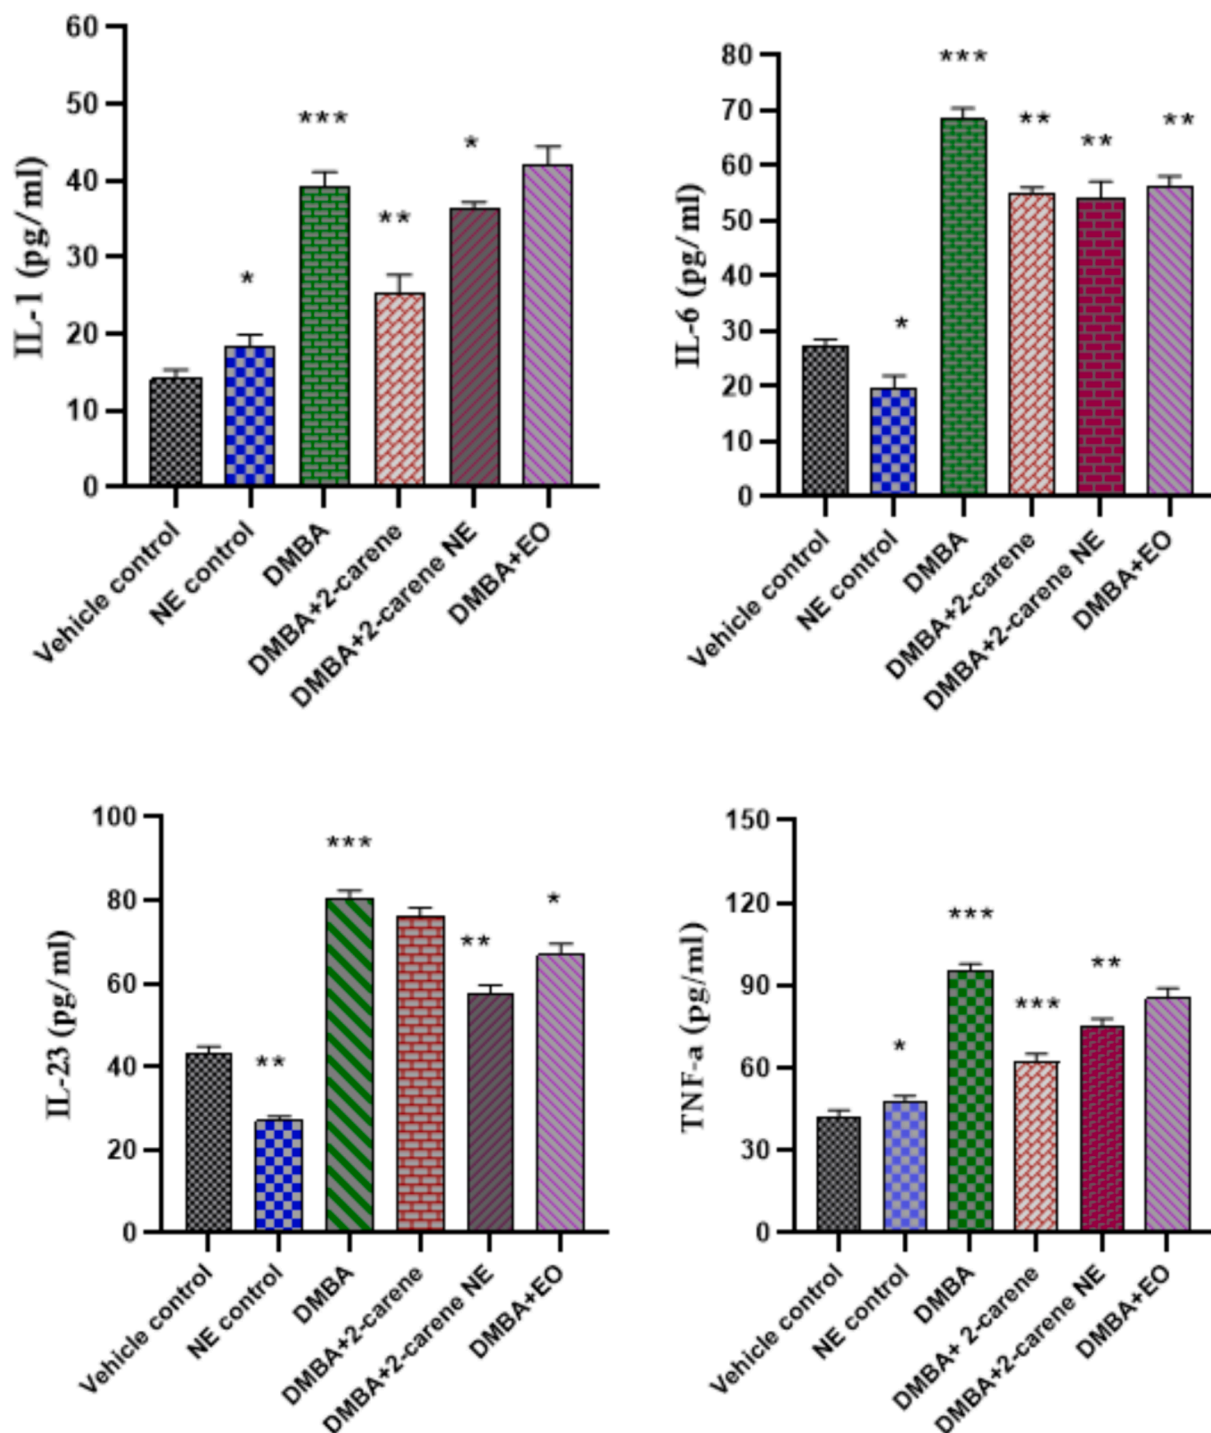 IL-1 (pg/ml)
60
50
40
30
20
10
0
*
***
**
*
Vehicle control
NE control
DMBA
DMBA+2-carene
DMBA+2-carene NE
DMBA+EO
IL-6 (pg/ml)
80
70
60
50
40
30
20
10
0
*
***
**
**
**
Vehicle control
NE control
DMBA
DMBA+2-carene
DMBA+2-carene NE
DMBA+EO
IL-23 (pg/ml)
100
80
60
40
20
0
**
***
**
*
Vehicle control
NE control
DMBA
DMBA+2-carene
DMBA+2-carene NE
DMBA+EO
TNF-a (pg/ml)
150
120
90
60
30
0
*
***
***
**
Vehicle control
NE control
DMBA
DMBA+ 2-carene
DMBA+2-carene NE
DMBA+EO